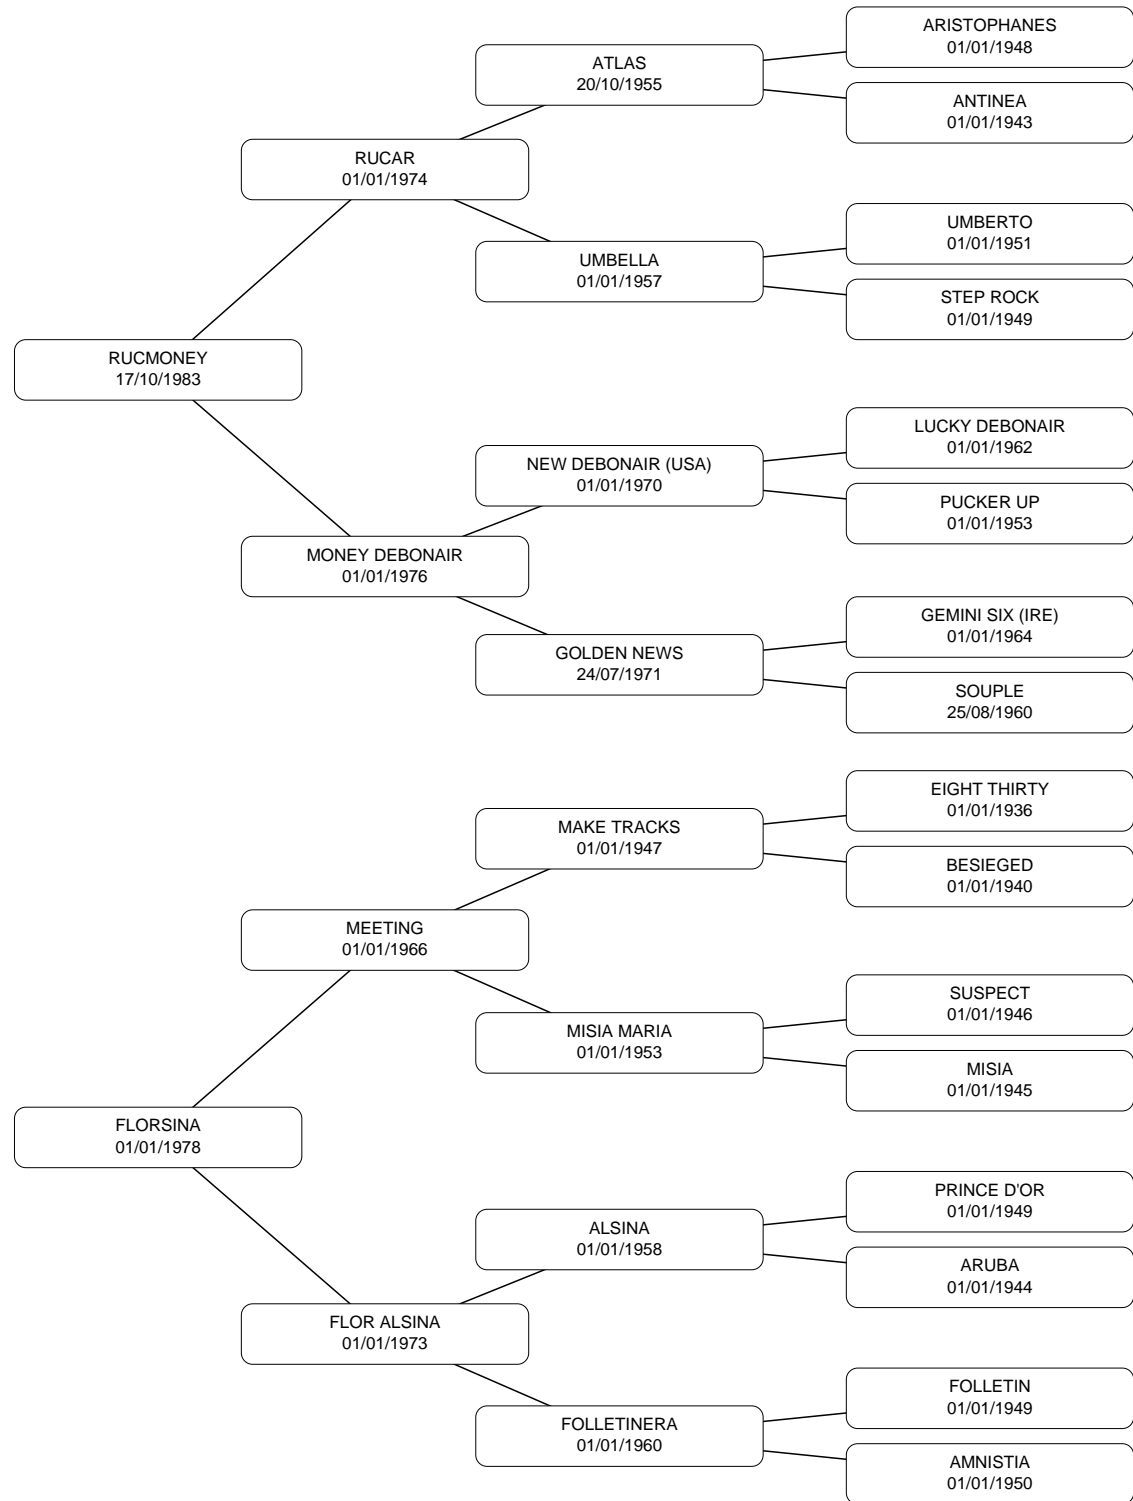 ARISTOPHANES
01/01/1948
ATLAS
20/10/1955
ANTINEA
01/01/1943
RUCAR
01/01/1974
UMBERTO
01/01/1951
UMBELLA
01/01/1957
STEP ROCK
01/01/1949
RUCMONEY
17/10/1983
LUCKY DEBONAIR
01/01/1962
NEW DEBONAIR (USA)
01/01/1970
PUCKER UP
01/01/1953
MONEY DEBONAIR
01/01/1976
GEMINI SIX (IRE)
01/01/1964
GOLDEN NEWS
24/07/1971
SOUPLE
25/08/1960
EIGHT THIRTY
01/01/1936
MAKE TRACKS
01/01/1947
BESIEGED
01/01/1940
MEETING
01/01/1966
SUSPECT
01/01/1946
MISIA MARIA
01/01/1953
MISIA
01/01/1945
FLORSINA
01/01/1978
PRINCE D'OR
01/01/1949
ALSINA
01/01/1958
ARUBA
01/01/1944
FLOR ALSINA
01/01/1973
FOLLETIN
01/01/1949
FOLLETINERA
01/01/1960
AMNISTIA
01/01/1950